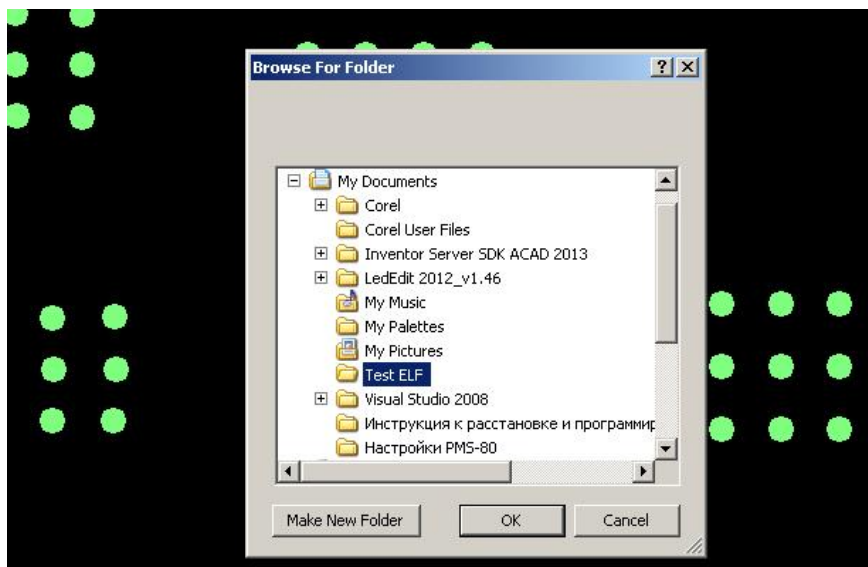 Browse For Folder
My Documents
Corel
Corel User Files
Inventor Server SDK ACAD 2013
LedEdit 2012_v1.46
My Music
My Palettes
My Pictures
Test ELF
Visual Studio 2008
Инструкция к расстановке и программир
Настройки PMS-80
Make New Folder
OK
Cancel